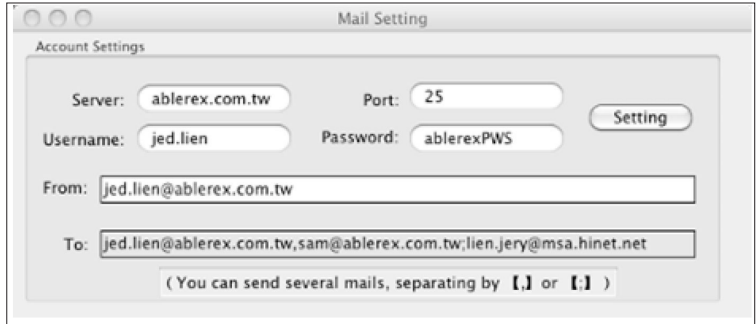 Mail Setting
Account Settings
Server: ablerex.com.tw Port: 25
Setting
Username: jed.lien Password: ablerexPWS
From: jed.lien@ablerex.com.tw
To: jed.lien@ablerex.com.tw,sam@ablerex.com.tw;lien.jery@msa.hinet.net
( You can send several mails, separating by 【,】 or 【;】 )